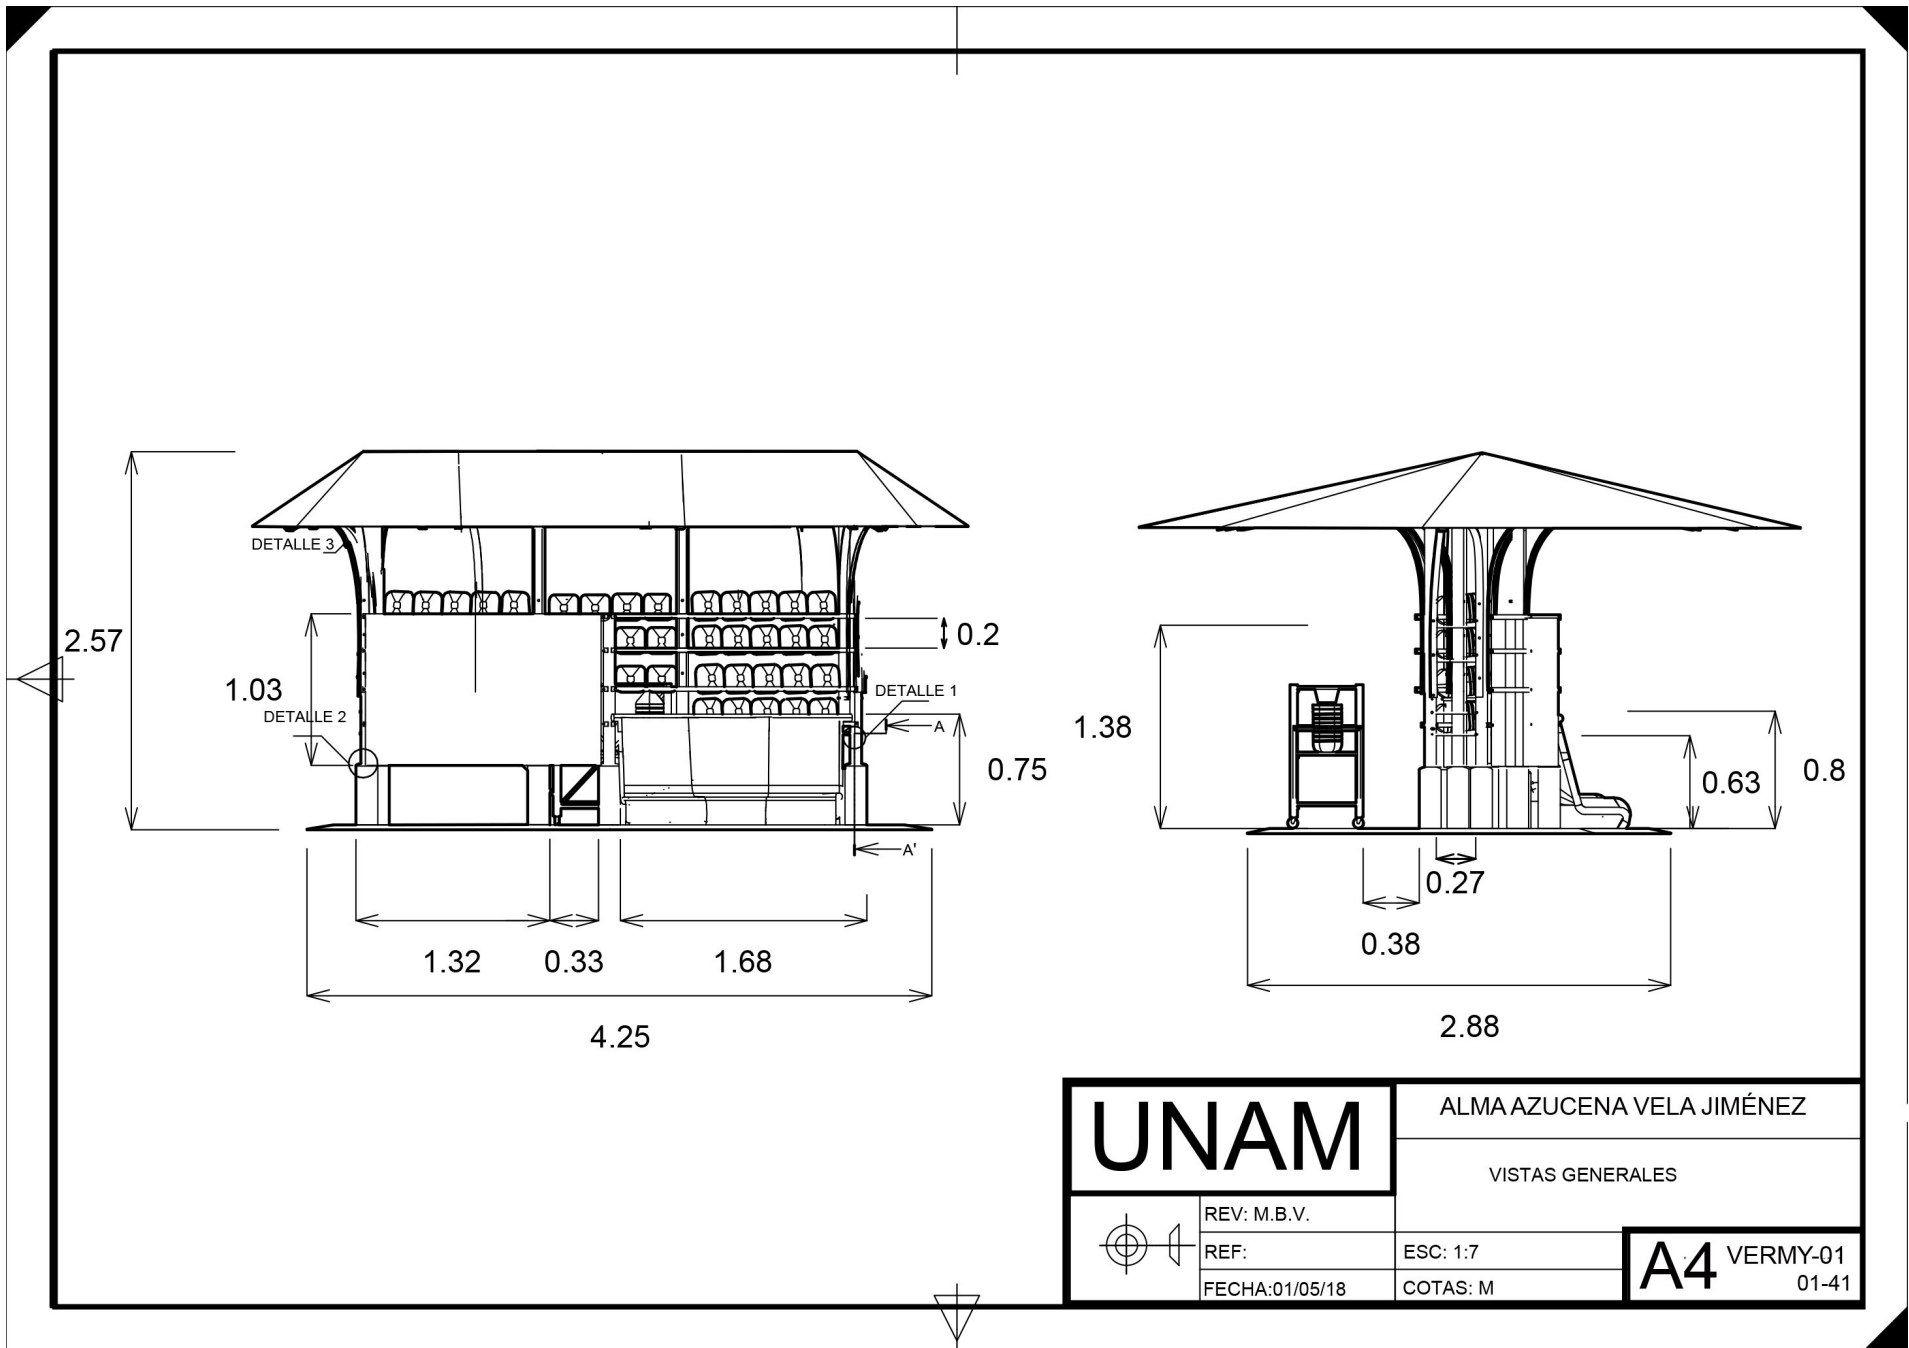 DETALLE 3
2.57
0.2
1.03
DETALLE 2
DETALLE 1
A
0.75
A'
1.32
0.33
1.68
4.25
1.38
0.63
0.8
0.27
0.38
2.88
UNAM
ALMA AZUCENA VELA JIMÉNEZ
VISTAS GENERALES
REV: M.B.V.
REF:
ESC: 1:7
FECHA:01/05/18
COTAS: M
A4
VERMY-01
01-41